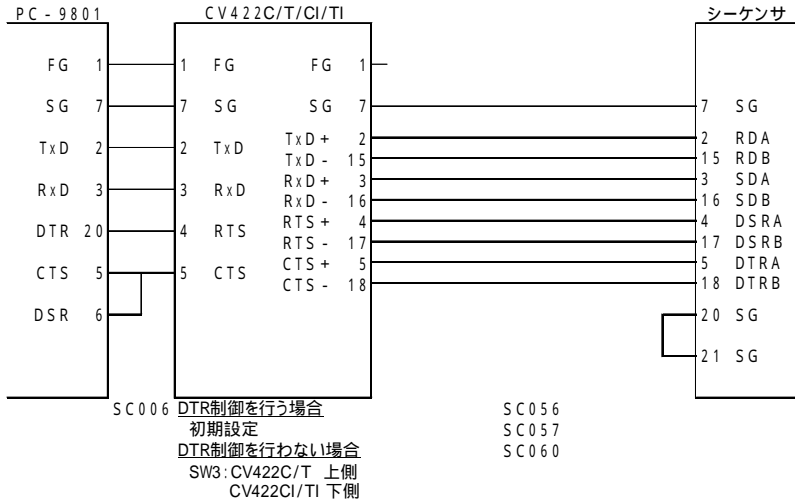 PC-9801 CV422C/T/CI/TI シーケンサ
FG 1 1 FG FG 1
SG 7 7 SG SG 7 7 SG
TxD 2 2 TxD TxD+ 2 2 RDA
TxD- 15 15 RDB
RxD 3 3 RxD RxD+ 3 3 SDA
RxD- 16 16 SDB
DTR 20 4 RTS RTS+ 4 4 DSRA
RTS- 17 17 DSRB
CTS 5 5 CTS CTS+ 5 5 DTRA
CTS- 18 18 DTRB
DSR 6 20 SG
21 SG
SC006 DTR制御を行う場合 SC056
初期設定 SC057
DTR制御を行わない場合 SC060
SW3:CV422C/T 上側
CV422CI/TI 下側